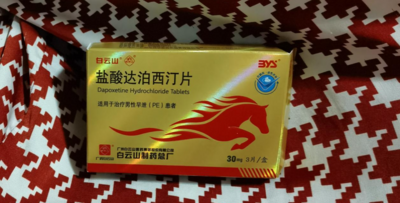 白云山
BYS
盐酸达泊西汀片
Dapoxetine Hydrochloride Tablets
适用于治疗男性早泄（PE）患者
白云山制药总厂
30mg 3片/盒